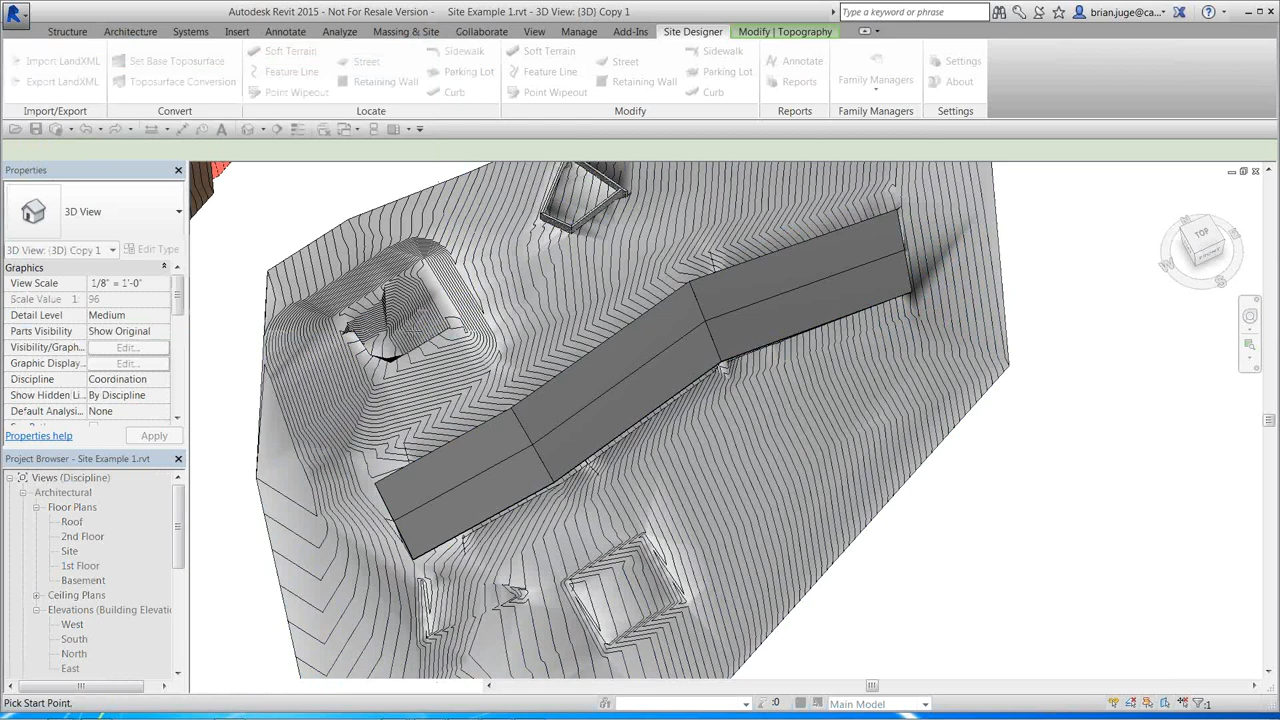 Autodesk Revit 2015 - Not For Resale Version - Site Example 1.rvt - 3D View: {3D} Copy 1
Type a keyword or phrase
brian.juge@ca...
Structure Architecture Systems Insert Annotate Analyze Massing & Site Collaborate View Manage Add-Ins Site Designer Modify | Topography
Import LandXML
Export LandXML
Import/Export
Set Base Toposurface
Toposurface Conversion
Convert
Soft Terrain Sidewalk
Feature Line Street Parking Lot
Point Wipeout Retaining Wall Curb
Locate
Soft Terrain Street Sidewalk
Feature Line Retaining Wall Parking Lot
Point Wipeout Curb
Modify
Annotate
Reports
Reports
Family Managers
Family Managers
Settings
About
Settings
Properties
3D View
3D View: {3D} Copy 1 Edit Type
Graphics
View Scale 1/8" = 1'-0"
Scale Value 1: 96
Detail Level Medium
Parts Visibility Show Original
Visibility/Graph... Edit...
Graphic Display... Edit...
Discipline Coordination
Show Hidden Li... By Discipline
Default Analysi... None
Properties help Apply
Project Browser - Site Example 1.rvt
Views (Discipline)
Architectural
Floor Plans
Roof
2nd Floor
Site
1st Floor
Basement
Ceiling Plans
Elevations (Building Elevati
West
South
North
East
TOP
W
S
Pick Start Point.
:0
Main Model
:1